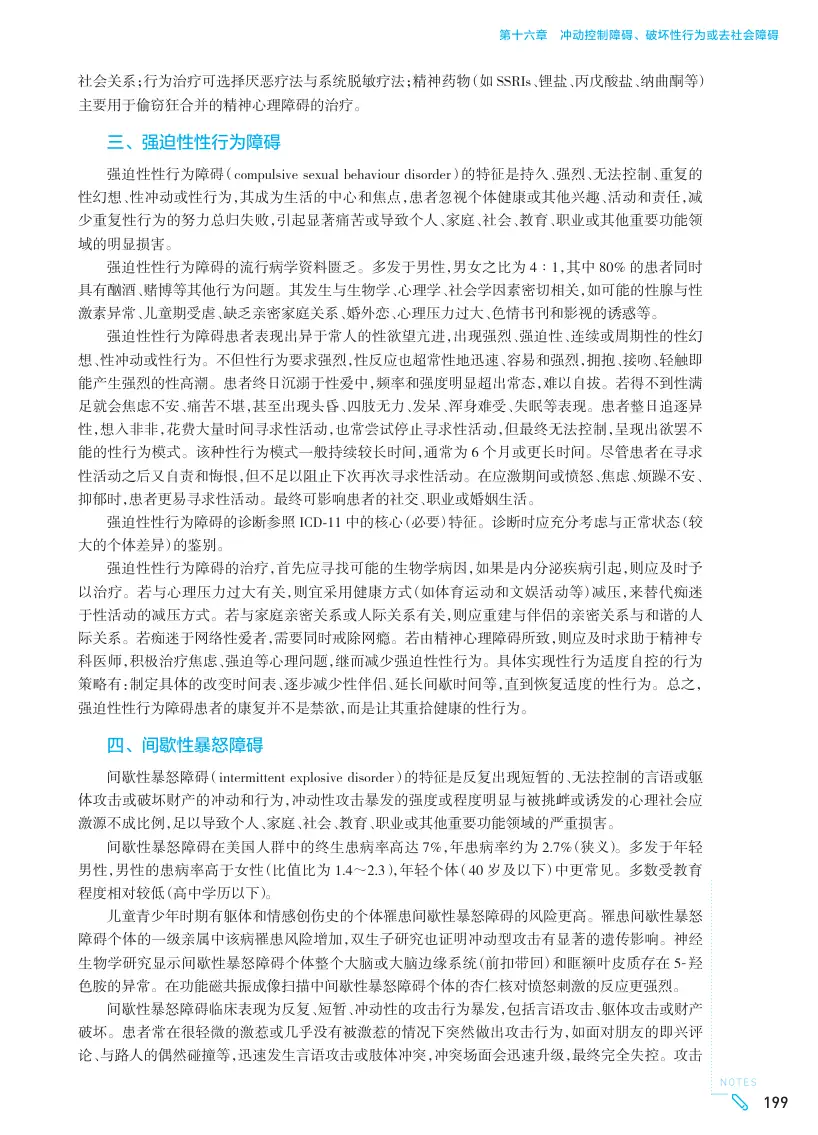 第十六章　冲动控制障碍、破坏性行为或去社会障碍
社会关系；行为治疗可选择厌恶疗法与系统脱敏疗法；精神药物（如 SSRIs、锂盐、丙戊酸盐、纳曲酮等）
主要用于偷窃狂合并的精神心理障碍的治疗。
三、强迫性性行为障碍
强迫性性行为障碍（compulsive sexual behaviour disorder）的特征是持久、强烈、无法控制、重复的
性幻想、性冲动或性行为，其成为生活的中心和焦点，患者忽视个体健康或其他兴趣、活动和责任，减
少重复性行为的努力总归失败，引起显著痛苦或导致个人、家庭、社会、教育、职业或其他重要功能领
域的明显损害。
强迫性性行为障碍的流行病学资料匮乏。多发于男性，男女之比为 4∶1，其中 80% 的患者同时
具有酗酒、赌博等其他行为问题。其发生与生物学、心理学、社会学因素密切相关，如可能的性腺与性
激素异常、儿童期受虐、缺乏亲密家庭关系、婚外恋、心理压力过大、色情书刊和影视的诱惑等。
强迫性性行为障碍患者表现出异于常人的性欲望亢进，出现强烈、强迫性、连续或周期性的性幻
想、性冲动或性行为。不但性行为要求强烈，性反应也超常性地迅速、容易和强烈，拥抱、接吻、轻触即
能产生强烈的性高潮。患者终日沉溺于性爱中，频率和强度明显超出常态，难以自拔。若得不到性满
足就会焦虑不安、痛苦不堪，甚至出现头昏、四肢无力、发呆、浑身难受、失眠等表现。患者整日追逐异
性，想入非非，花费大量时间寻求性活动，也常尝试停止寻求性活动，但最终无法控制，呈现出欲罢不
能的性行为模式。该种性行为模式一般持续较长时间，通常为 6 个月或更长时间。尽管患者在寻求
性活动之后又自责和悔恨，但不足以阻止下次再次寻求性活动。在应激期间或愤怒、焦虑、烦躁不安、
抑郁时，患者更易寻求性活动。最终可影响患者的社交、职业或婚姻生活。
强迫性性行为障碍的诊断参照 ICD-11 中的核心（必要）特征。诊断时应充分考虑与正常状态（较
大的个体差异）的鉴别。
强迫性性行为障碍的治疗，首先应寻找可能的生物学病因，如果是内分泌疾病引起，则应及时予
以治疗。若与心理压力过大有关，则宜采用健康方式（如体育运动和文娱活动等）减压，来替代痴迷
于性活动的减压方式。若与家庭亲密关系或人际关系有关，则应重建与伴侣的亲密关系与和谐的人
际关系。若痴迷于网络性爱者，需要同时戒除网瘾。若由精神心理障碍所致，则应及时求助于精神专
科医师，积极治疗焦虑、强迫等心理问题，继而减少强迫性性行为。具体实现性行为适度自控的行为
策略有：制定具体的改变时间表、逐步减少性伴侣、延长间歇时间等，直到恢复适度的性行为。总之，
强迫性性行为障碍患者的康复并不是禁欲，而是让其重拾健康的性行为。
四、间歇性暴怒障碍
间歇性暴怒障碍（intermittent explosive disorder）的特征是反复出现短暂的、无法控制的言语或躯
体攻击或破坏财产的冲动和行为，冲动性攻击暴发的强度或程度明显与被挑衅或诱发的心理社会应
激源不成比例，足以导致个人、家庭、社会、教育、职业或其他重要功能领域的严重损害。
间歇性暴怒障碍在美国人群中的终生患病率高达 7%，年患病率约为 2.7%（狭义）。多发于年轻
男性，男性的患病率高于女性（比值比为 1.4～2.3），年轻个体（40 岁及以下）中更常见。多数受教育
程度相对较低（高中学历以下）。
儿童青少年时期有躯体和情感创伤史的个体罹患间歇性暴怒障碍的风险更高。罹患间歇性暴怒
障碍个体的一级亲属中该病罹患风险增加，双生子研究也证明冲动型攻击有显著的遗传影响。神经
生物学研究显示间歇性暴怒障碍个体整个大脑或大脑边缘系统（前扣带回）和眶额叶皮质存在 5- 羟
色胺的异常。在功能磁共振成像扫描中间歇性暴怒障碍个体的杏仁核对愤怒刺激的反应更强烈。
间歇性暴怒障碍临床表现为反复、短暂、冲动性的攻击行为暴发，包括言语攻击、躯体攻击或财产
破坏。患者常在很轻微的激惹或几乎没有被激惹的情况下突然做出攻击行为，如面对朋友的即兴评
论、与路人的偶然碰撞等，迅速发生言语攻击或肢体冲突，冲突场面会迅速升级，最终完全失控。攻击
NOTES
199